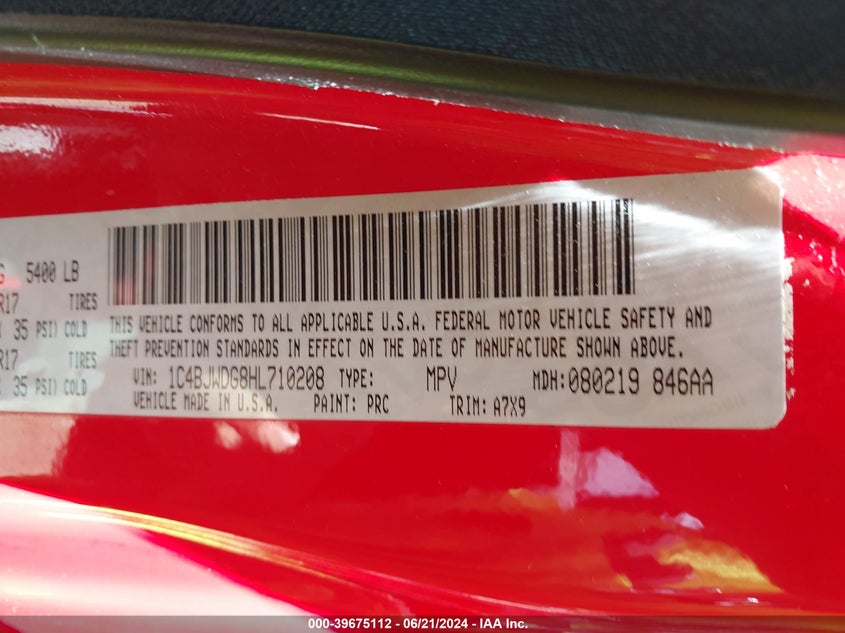 G 5400 LB
R17 TIRES
35 PSI) COLD
R17 TIRES
35 PSI) COLD
THIS VEHICLE CONFORMS TO ALL APPLICABLE U.S.A. FEDERAL MOTOR VEHICLE SAFETY AND
THEFT PREVENTION STANDARDS IN EFFECT ON THE DATE OF MANUFACTURE SHOWN ABOVE.
VIN: 1C4BJWDG8HL710208 TYPE: MPV MDH:080219 846AA
VEHICLE MADE IN U.S.A. PAINT: PRC TRIM: A7X9
000-39675112 - 06/21/2024 - IAA Inc.